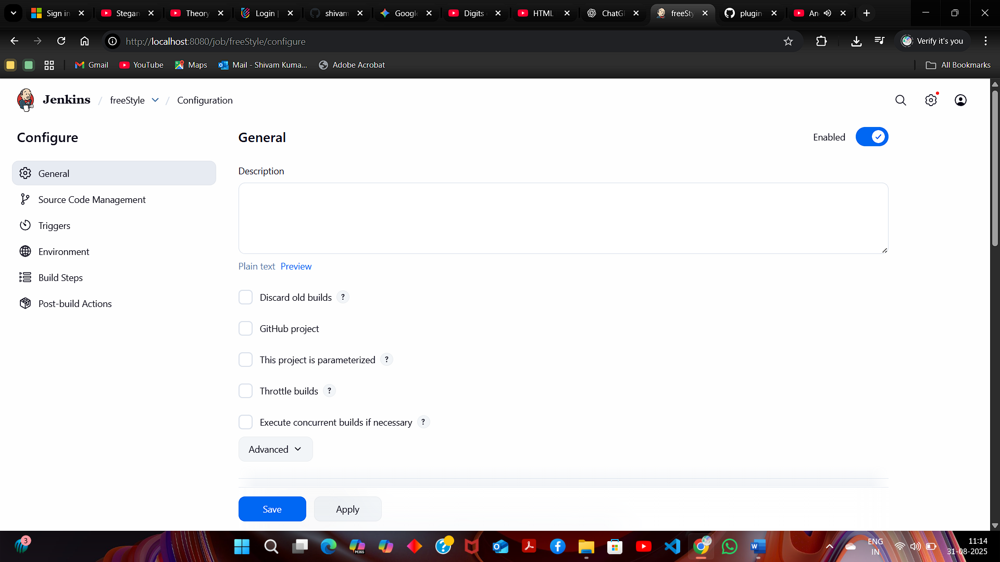 Sign in
Stegan
Theory
Login |
shivam
Google
Digits
HTML
ChatG
freeSty
plugin
An
http://localhost:8080/job/freeStyle/configure
Verify it's you
Gmail
YouTube
Maps
Mail - Shivam Kuma...
Adobe Acrobat
All Bookmarks
Jenkins / freeStyle / Configuration
Configure
General
Source Code Management
Triggers
Environment
Build Steps
Post-build Actions
General
Enabled
Description
Plain text Preview
Discard old builds ?
GitHub project
This project is parameterized ?
Throttle builds ?
Execute concurrent builds if necessary ?
Advanced
Save
Apply
3
M365
ENG
IN
11:14
31-08-2025